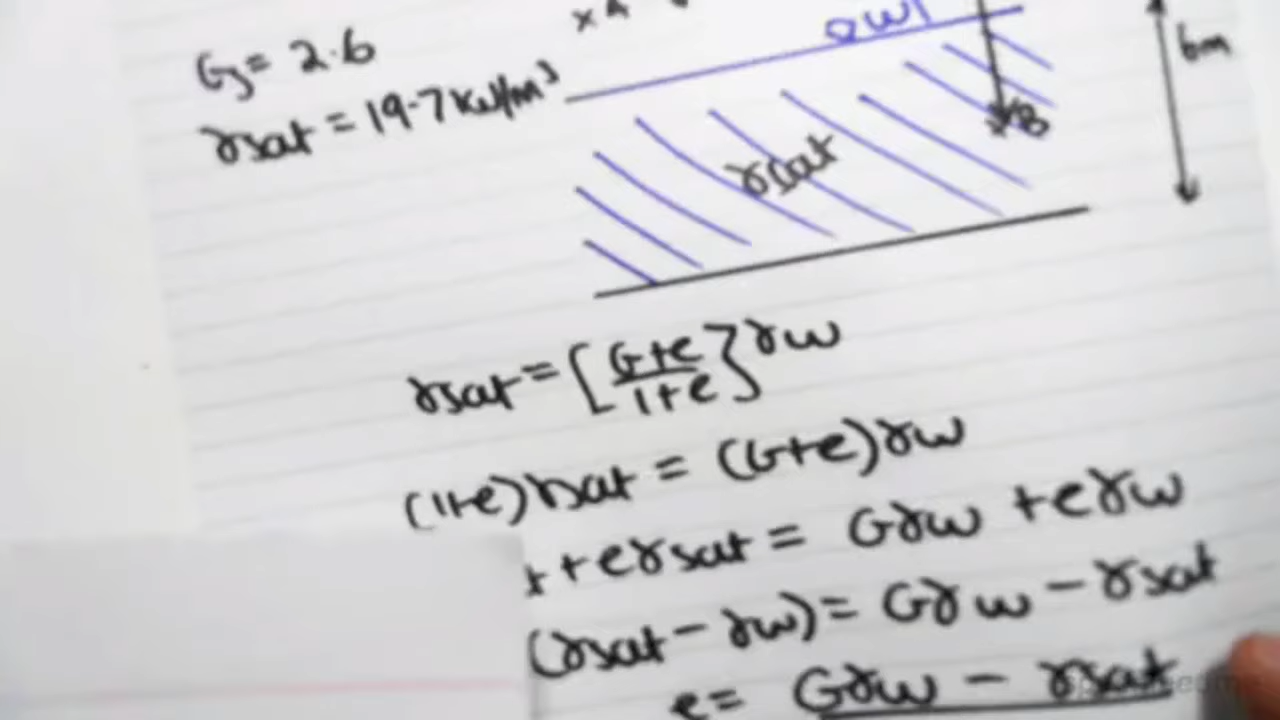 Gs = 2.6
γsat = 19.7 kN/m³
GWT
6m
B
γsat
γsat = [G+e/1+e] γw
(1+e)γsat = (G+e)γw
+eγsat = Gγw + eγw
(γsat - γw) = Gγw - γsat
e = Gγw - γsat